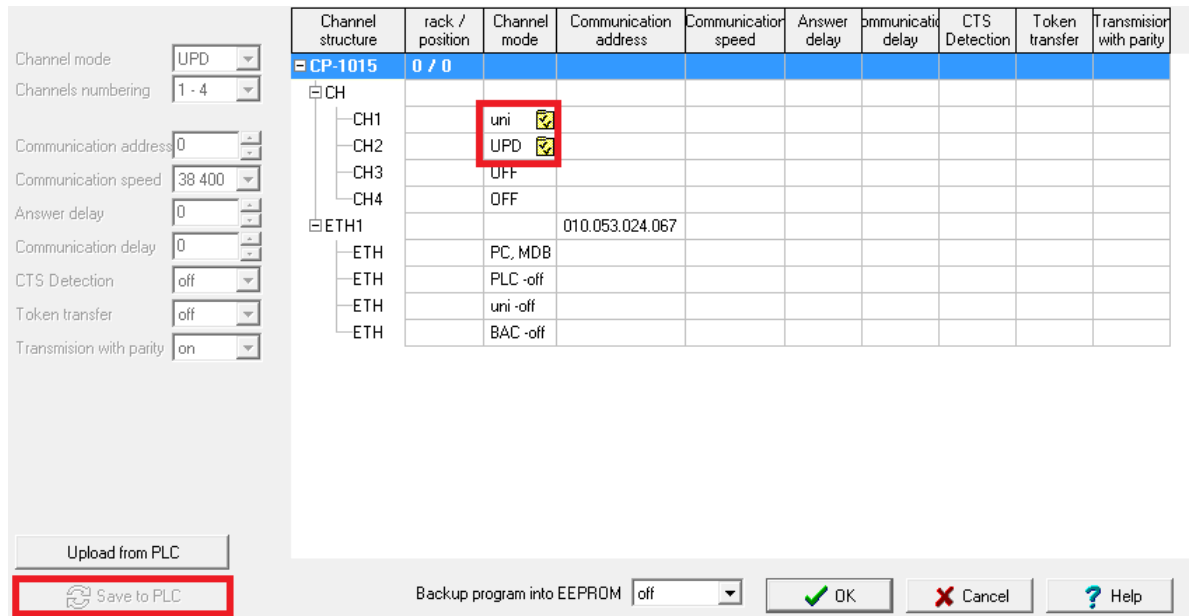 Channel structure rack / position Channel mode Communication address Communication speed Answer delay ommunicatio delay CTS Detection Token transfer Transmision with parity
Channel mode UPD
Channels numbering 1 - 4
Communication address 0
Communication speed 38 400
Answer delay 0
Communication delay 0
CTS Detection off
Token transfer off
Transmision with parity on
CP-1015 0 / 0
CH
CH1 uni
CH2 UPD
CH3 OFF
CH4 OFF
ETH1 010.053.024.067
ETH PC, MDB
ETH PLC -off
ETH uni -off
ETH BAC -off
Upload from PLC
Save to PLC
Backup program into EEPROM off
OK
Cancel
? Help